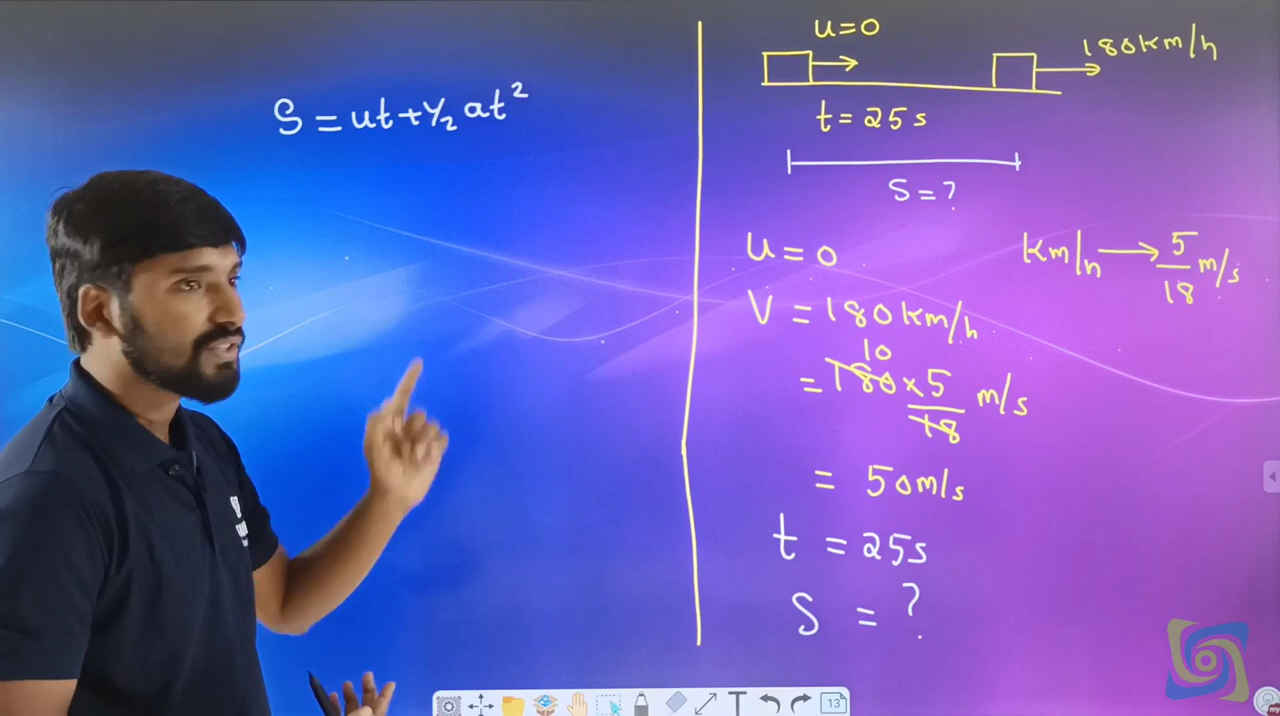 S = ut + 1/2 at²
u = 0
180 km/h
t = 25 s
S = ?
u = 0
km/h → 5/18 m/s
V = 180 km/h
10
= 180 × 5/18 m/s
= 50 m/s
t = 25s
S = ?
T
13